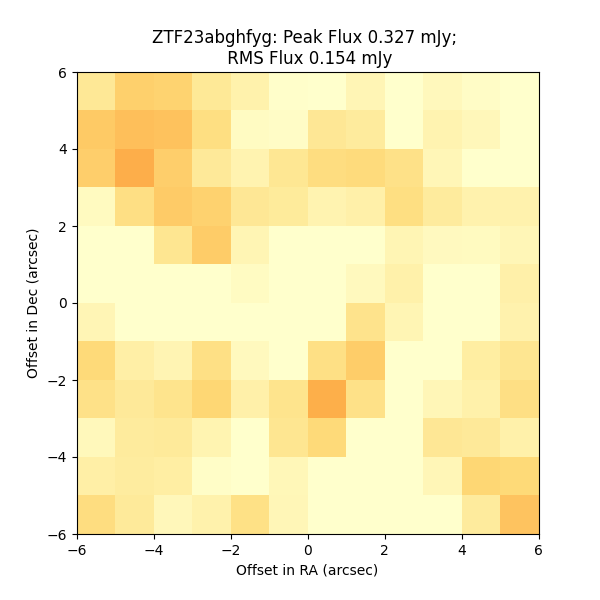 ZTF23abghfyg: Peak Flux 0.327 mJy;
RMS Flux 0.154 mJy
6
4
2
0
−2
−4
−6
Offset in Dec (arcsec)
−6 −4 −2 0 2 4 6
Offset in RA (arcsec)